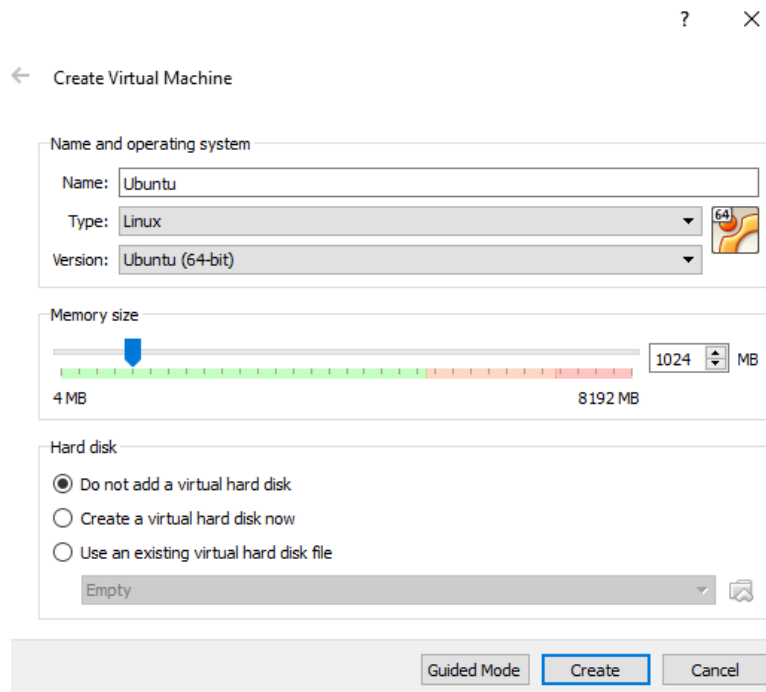 ?
Create Virtual Machine
Name and operating system
Name: Ubuntu
Type: Linux
64
Version: Ubuntu (64-bit)
Memory size
1024 MB
4 MB 8192 MB
Hard disk
Do not add a virtual hard disk
Create a virtual hard disk now
Use an existing virtual hard disk file
Empty
Guided Mode Create Cancel